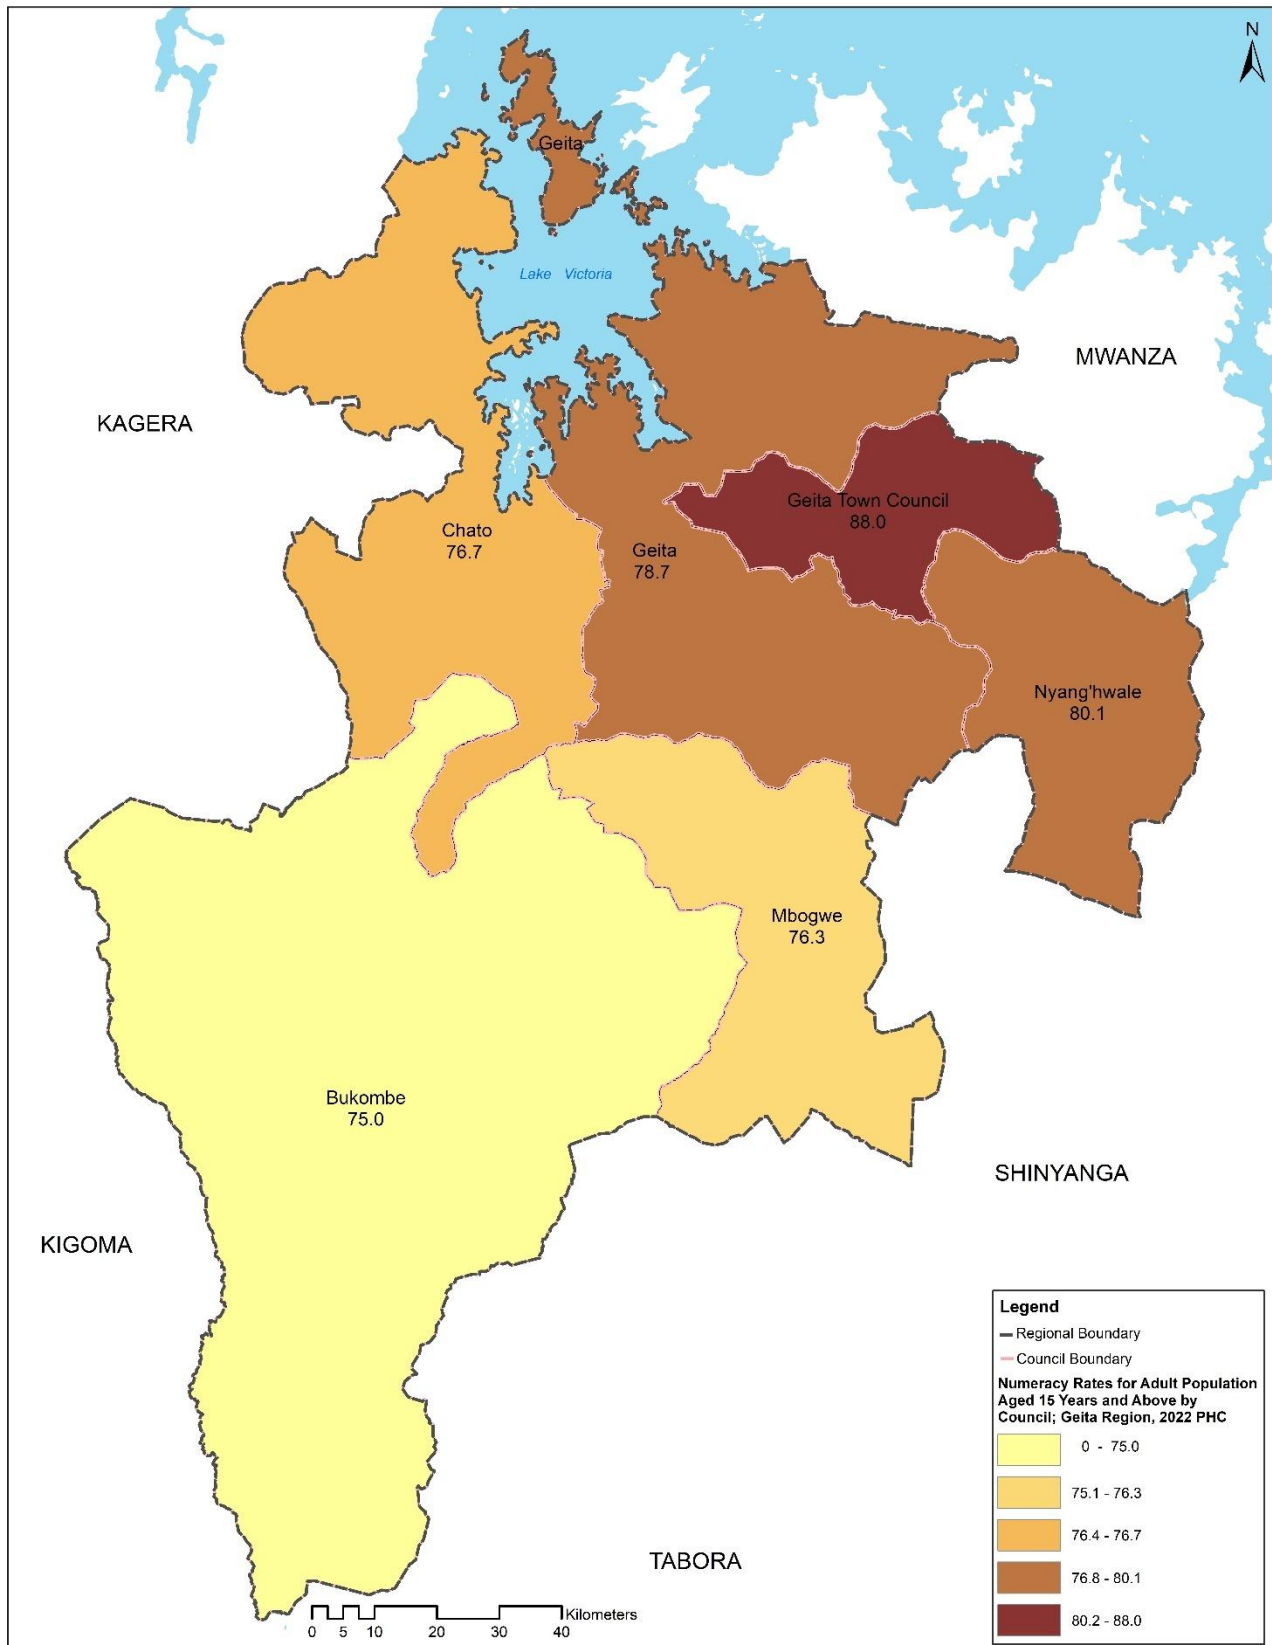 N
Geita
Lake Victoria
MWANZA
KAGERA
Geita Town Council
88.0
Chato
76.7
Geita
78.7
Nyang'hwale
80.1
Mbogwe
76.3
Bukombe
75.0
SHINYANGA
KIGOMA
TABORA
Legend
Regional Boundary
Council Boundary
Numeracy Rates for Adult Population
Aged 15 Years and Above by
Council; Geita Region, 2022 PHC
0 - 75.0
75.1 - 76.3
76.4 - 76.7
76.8 - 80.1
80.2 - 88.0
Kilometers
0 5 10 20 30 40